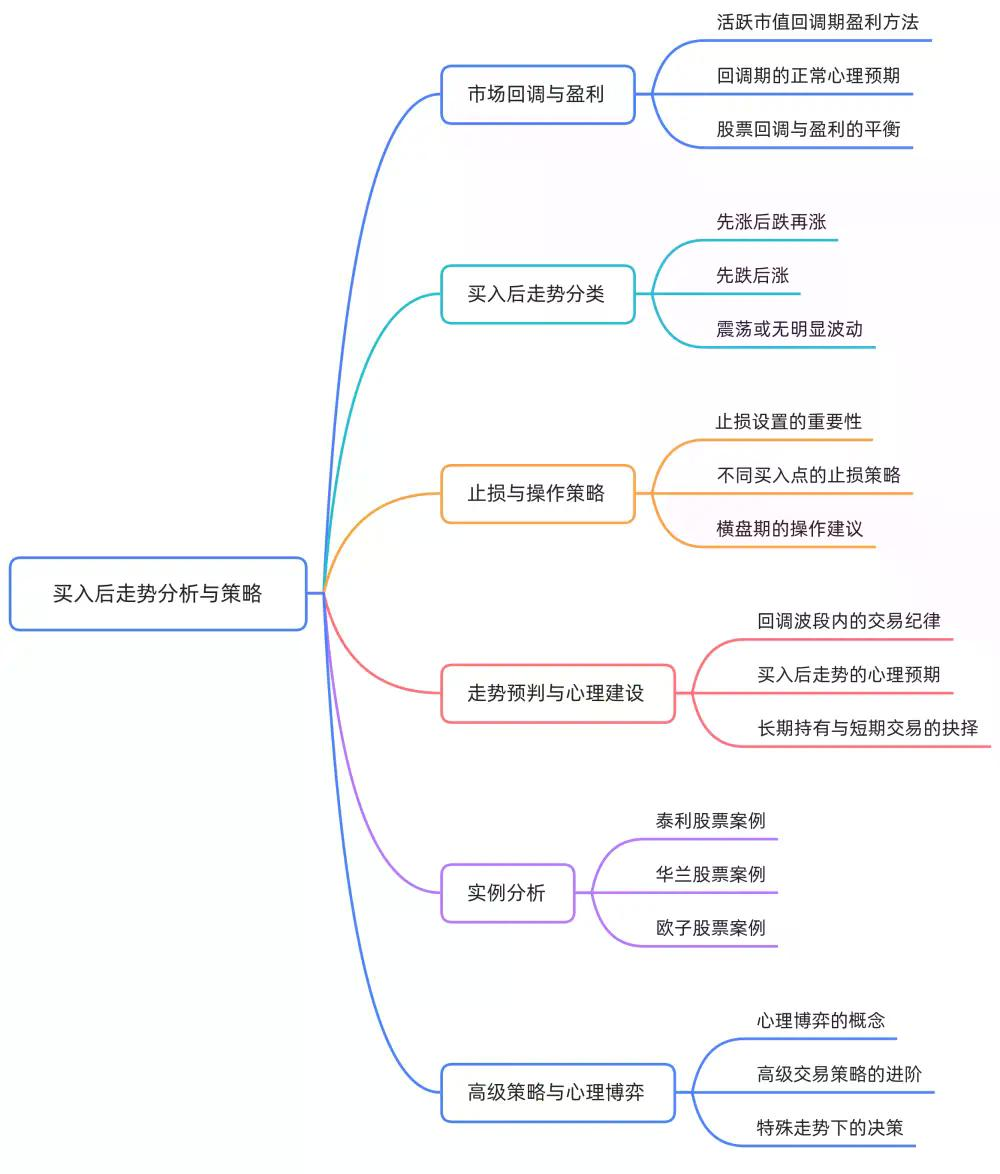 买入后走势分析与策略
市场回调与盈利
活跃市值回调期盈利方法
回调期的正常心理预期
股票回调与盈利的平衡
买入后走势分类
先涨后跌再涨
先跌后涨
震荡或无明显波动
止损与操作策略
止损设置的重要性
不同买入点的止损策略
横盘期的操作建议
走势预判与心理建设
回调波段内的交易纪律
买入后走势的心理预期
长期持有与短期交易的抉择
实例分析
泰利股票案例
华兰股票案例
欧子股票案例
高级策略与心理博弈
心理博弈的概念
高级交易策略的进阶
特殊走势下的决策